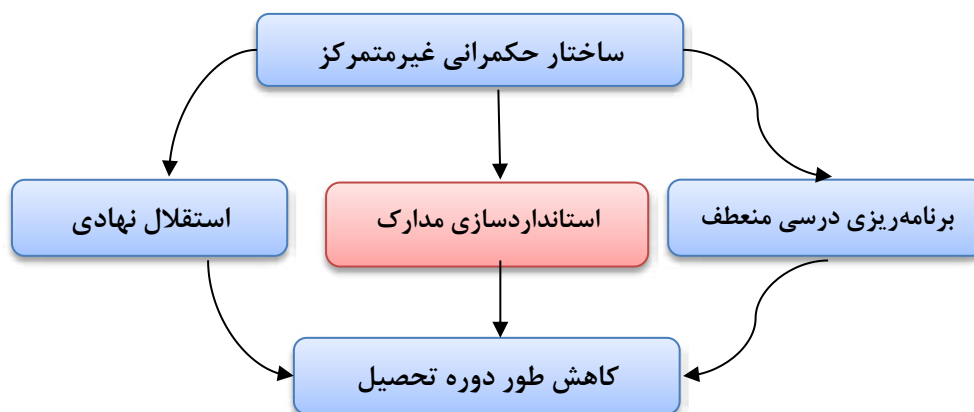 ساختار حکمرانی غیرمتمرکز
برنامه‌ریزی درسی منعطف
استانداردسازی مدارک
استقلال نهادی
کاهش طور دوره تحصیل